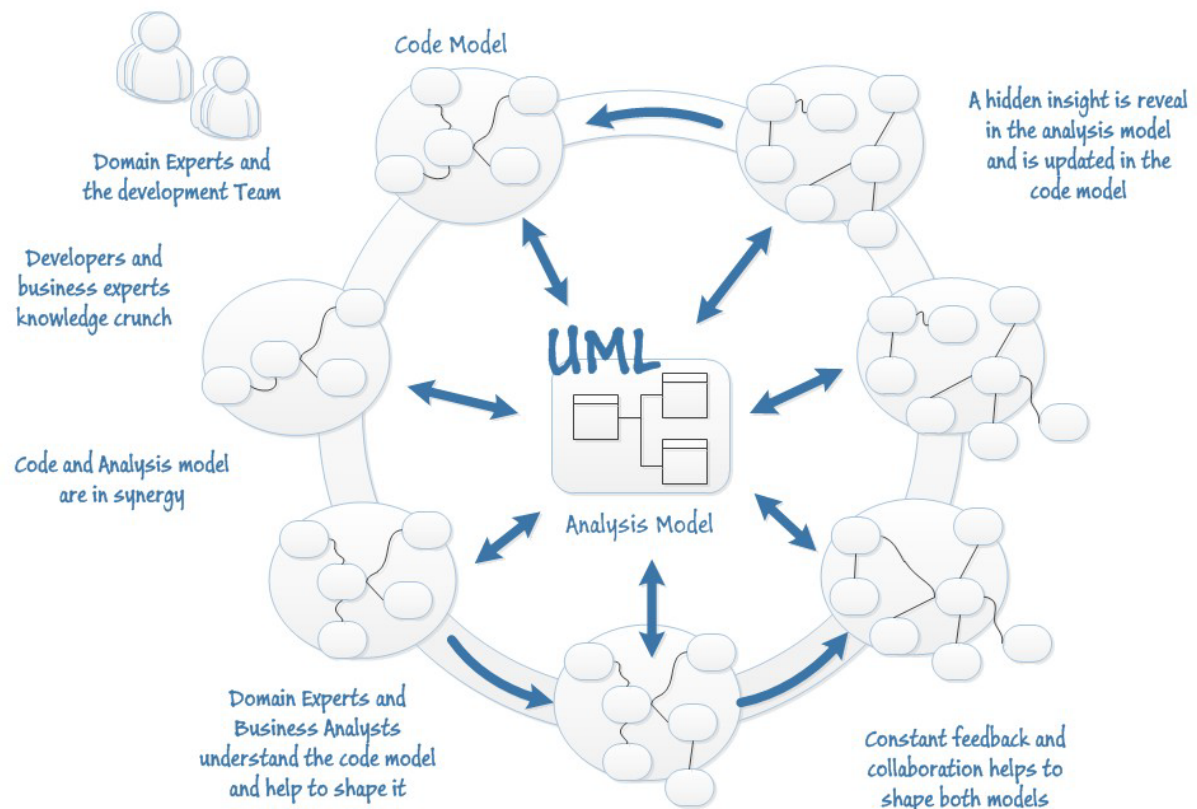 Code Model
Domain Experts and
the development Team
A hidden insight is reveal
in the analysis model
and is updated in the
code model
Developers and
business experts
knowledge crunch
UML
Analysis Model
Code and Analysis model
are in synergy
Domain Experts and
Business Analysts
understand the code model
and help to shape it
Constant feedback and
collaboration helps to
shape both models